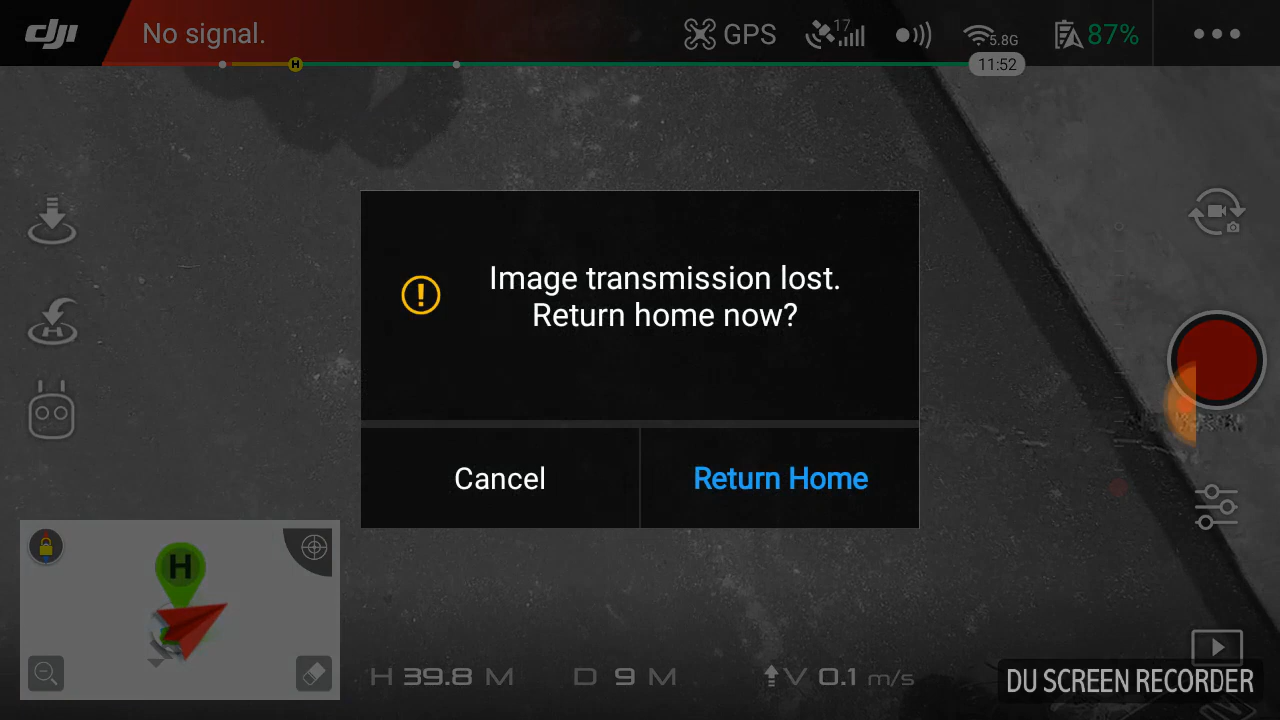 dji
No signal.
GPS
17
5.8G
87%
H
11:52
Image transmission lost.
Return home now?
Cancel
Return Home
H
H
H 39.8 M
D 9 M
V 0.1 m/s
DU SCREEN RECORDER